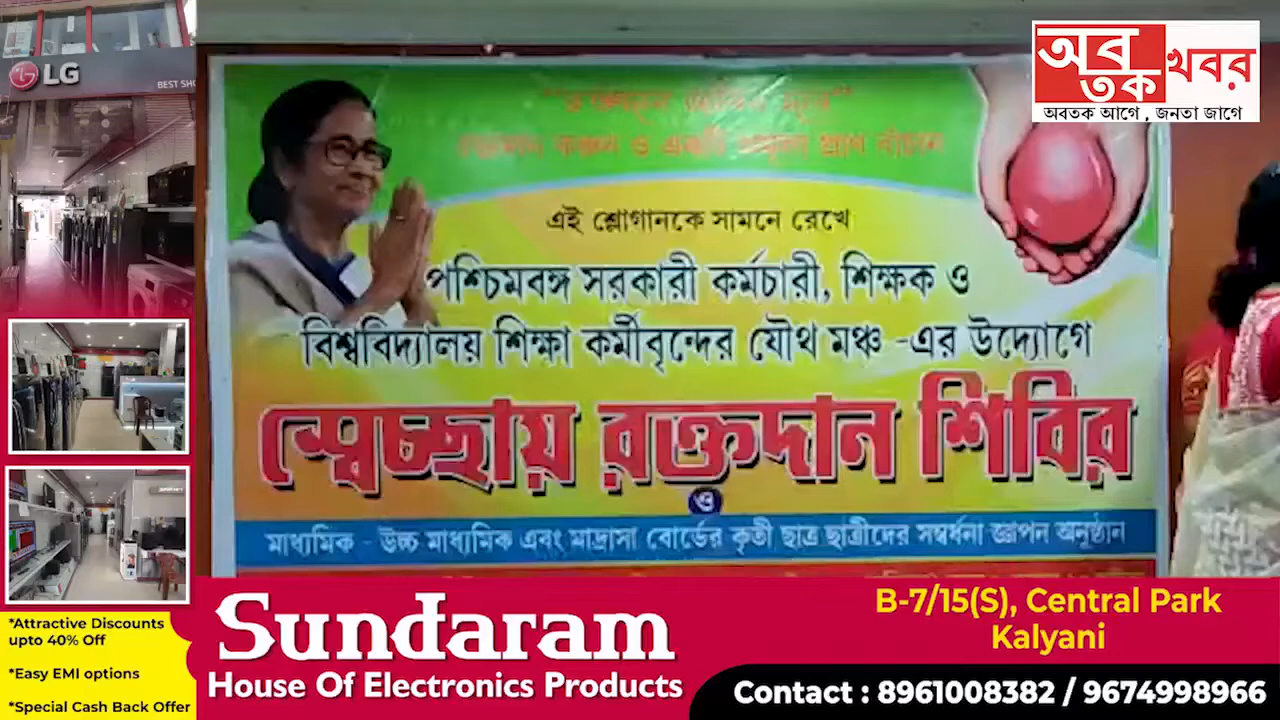 LG
BEST SHO
অব
তক
খবর
অবতক আগে , জনতা জাগে
এই শ্লোগানকে সামনে রেখে
পশ্চিমবঙ্গ সরকারী কর্মচারী, শিক্ষক ও
বিশ্ববিদ্যালয় শিক্ষা কর্মীবৃন্দের যৌথ মঞ্চ -এর উদ্যোগে
স্বেচ্ছায় রক্তদান শিবির
ও
মাধ্যমিক - উচ্চ মাধ্যমিক এবং মাদ্রাসা বোর্ডের কৃতী ছাত্র ছাত্রীদের সম্বর্ধনা জ্ঞাপন অনুষ্ঠান
*Attractive Discounts
upto 40% Off
*Easy EMI options
*Special Cash Back Offer
Sundaram
House Of Electronics Products
B-7/15(S), Central Park
Kalyani
Contact : 8961008382 / 9674998966